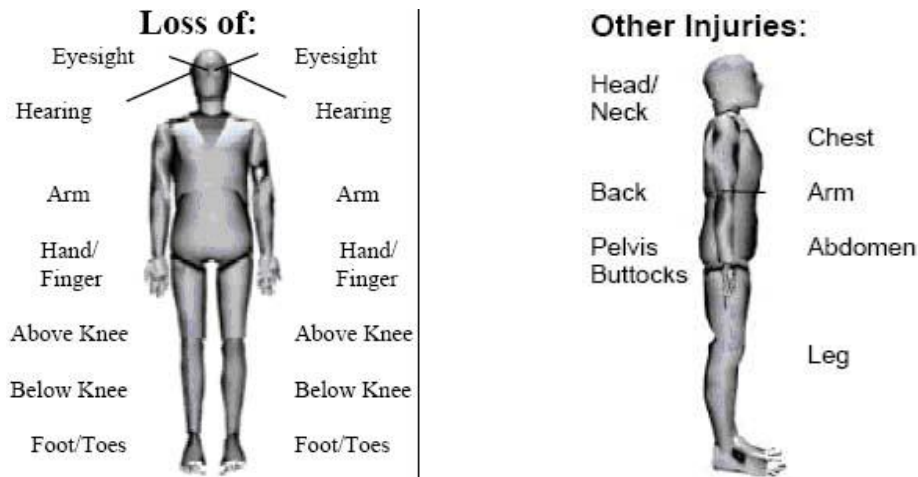 Loss of:
Eyesight Eyesight
Hearing Hearing
Arm Arm
Hand/ Hand/
Finger Finger
Above Knee Above Knee
Below Knee Below Knee
Foot/Toes Foot/Toes
Other Injuries:
Head/
Neck
Chest
Back Arm
Pelvis Abdomen
Buttocks
Leg